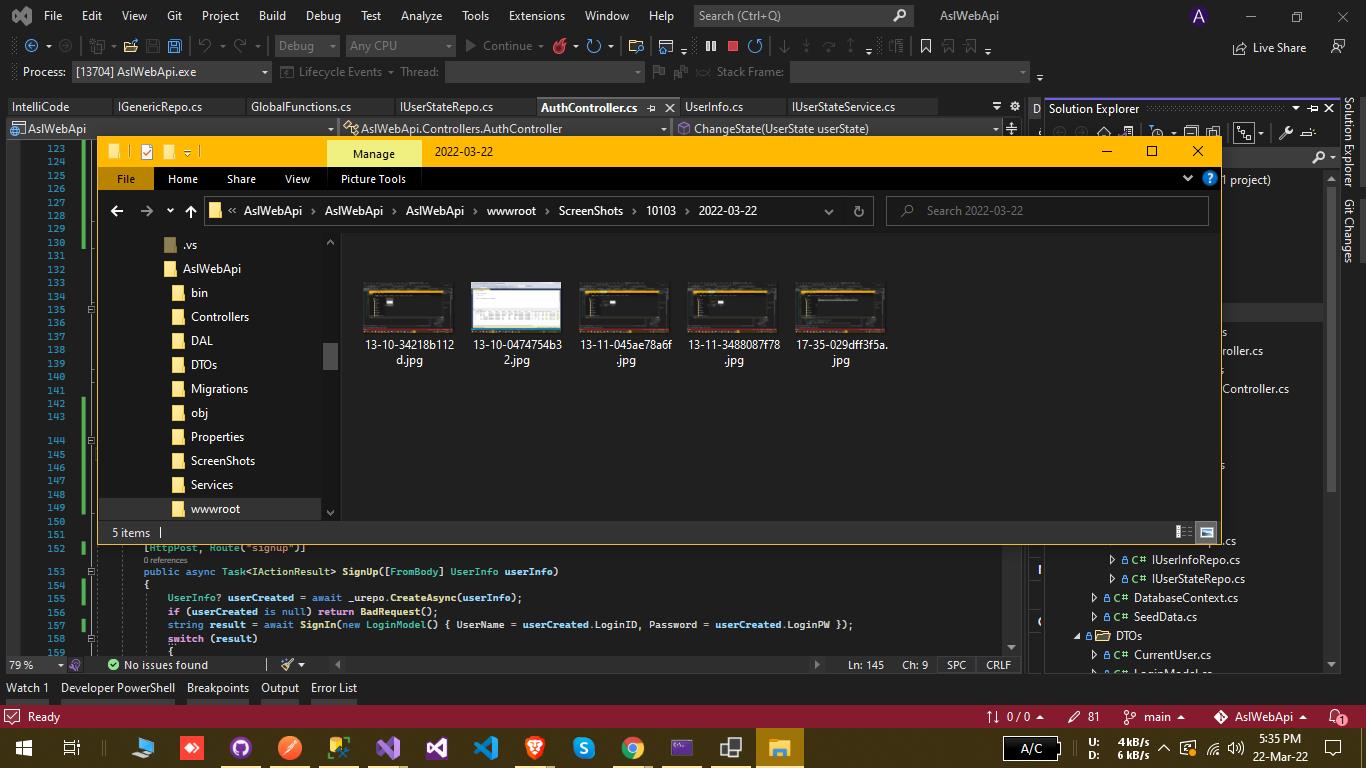 File Edit View Git Project Build Debug Test Analyze Tools Extensions Window Help Search (Ctrl+Q) AslWebApi A
Debug Any CPU Continue Live Share
Process: [13704] AslWebApi.exe Lifecycle Events Thread: Stack Frame:
IntelliCode IGenericRepo.cs GlobalFunctions.cs IUserStateRepo.cs AuthController.cs UserInfo.cs IUserStateService.cs Solution Explorer
AslWebApi AslWebApi.Controllers.AuthController ChangeState(UserState userState)
Solution Explorer
Git Changes
Manage 2022-03-22
File Home Share View Picture Tools
AslWebApi AslWebApi AslWebApi wwwroot ScreenShots 10103 2022-03-22 Search 2022-03-22
.vs
AslWebApi
bin
Controllers
DAL
DTOs
Migrations
obj
Properties
ScreenShots
Services
wwwroot
13-10-34218b112
d.jpg
13-10-0474754b3
2.jpg
13-11-045ae78a6f
.jpg
13-11-3488087f78
.jpg
17-35-029dff3f5a.
jpg
5 items
123
124
125
126
127
128
129
130
131
132
133
134
135
136
137
138
139
140
141
142
143
144
145
146
147
148
149
150
151
1 project)
oller.cs
Controller.cs
152 [HttpPost, Route("signup")]
0 references
153 public async Task<IActionResult> SignUp([FromBody] UserInfo userInfo)
154 {
155 UserInfo? userCreated = await _urepo.CreateAsync(userInfo);
156 if (userCreated is null) return BadRequest();
157 string result = await SignIn(new LoginModel() { UserName = userCreated.LoginID, Password = userCreated.LoginPW });
158 switch (result)
159 {
IUserInfoRepo.cs
IUserStateRepo.cs
DatabaseContext.cs
SeedData.cs
DTOs
CurrentUser.cs
LoginModel.cs
79 % No issues found Ln: 145 Ch: 9 SPC CRLF
Watch 1 Developer PowerShell Breakpoints Output Error List
Ready 0 / 0 81 main AslWebApi 1
A/C U: 4 kB/s
D: 6 kB/s
5:35 PM
22-Mar-22